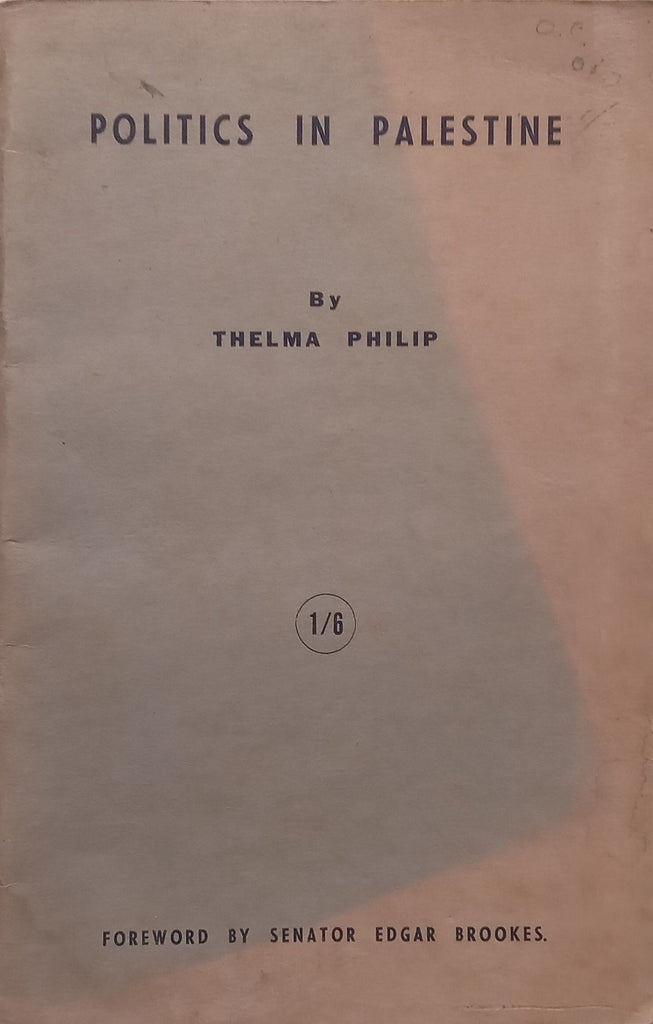 POLITICS IN PALESTINE
By
THELMA PHILIP
1/6
FOREWORD BY SENATOR EDGAR BROOKES.